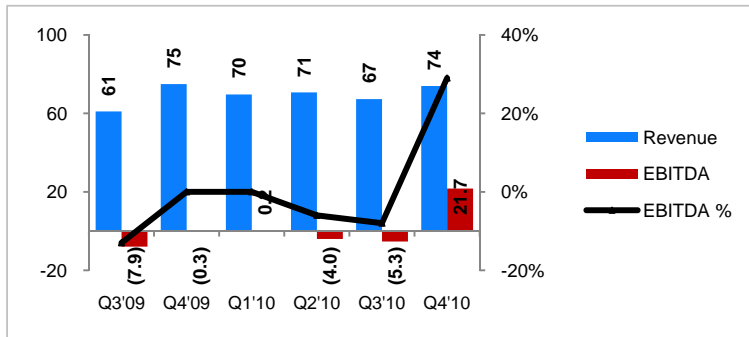 100
60
20
-20
40%
20%
0%
-20%
61
75
70
71
67
74
(7.9)
(0.3)
0.2
(4.0)
(5.3)
21.7
Q3'09
Q4'09
Q1'10
Q2'10
Q3'10
Q4'10
Revenue
EBITDA
EBITDA %